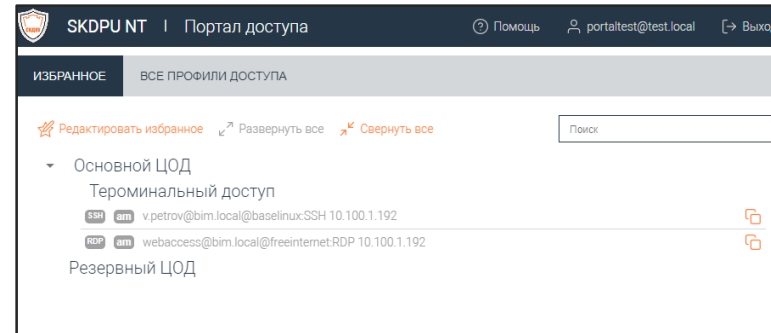 SKDPU NT | Портал доступа
Помощь
portaltest@test.local
ИЗБРАННОЕ
ВСЕ ПРОФИЛИ ДОСТУПА
Редактировать избранное
Развернуть все
Свернуть все
Поиск
Основной ЦОД
Тероминальный доступ
SSH am v.petrov@bim.local@baselinux:SSH 10.100.1.192
RDP am webaccess@bim.local@freeinternet:RDP 10.100.1.192
Резервный ЦОД